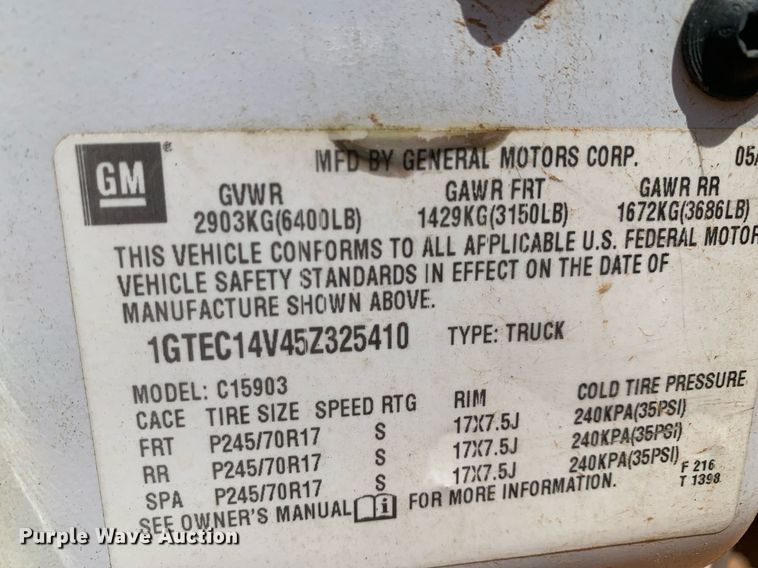 GM
MFD BY GENERAL MOTORS CORP. 05/
GVWR GAWR FRT GAWR RR
2903KG(6400LB) 1429KG(3150LB) 1672KG(3686LB)
THIS VEHICLE CONFORMS TO ALL APPLICABLE U.S. FEDERAL MOTOR
VEHICLE SAFETY STANDARDS IN EFFECT ON THE DATE OF
MANUFACTURE SHOWN ABOVE.
1GTEC14V45Z325410 TYPE: TRUCK
MODEL: C15903
CACE TIRE SIZE SPEED RTG RIM COLD TIRE PRESSURE
FRT P245/70R17 S 17X7.5J 240KPA(35PSI)
RR P245/70R17 S 17X7.5J 240KPA(35PSI)
SPA P245/70R17 S 17X7.5J 240KPA(35PSI)
SEE OWNER'S MANUAL i FOR MORE INFORMATION.
F 216
T 1398
Purple Wave Auction